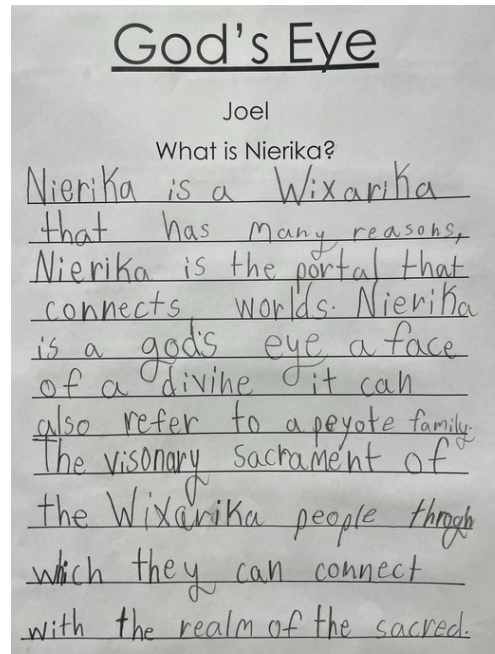 God's Eye
Joel
What is Nierika?
Nierika is a Wixarika
that has many reasons,
Nierika is the portal that
connects worlds. Nierika
is a god's eye a face
of a divine it can
also refer to a peyote family.
The visonary Sacrament of
the Wixarika people throgh
which they can connect
with the realm of the sacred.